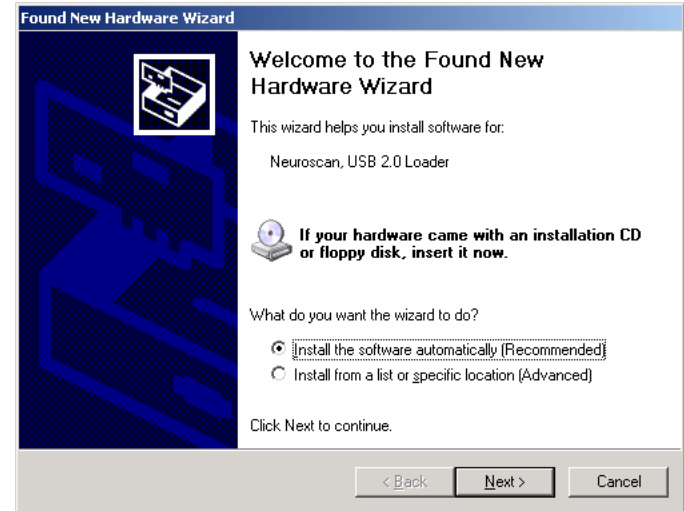 Found New Hardware Wizard
Welcome to the Found New
Hardware Wizard
This wizard helps you install software for:
Neuroscan, USB 2.0 Loader
If your hardware came with an installation CD
or floppy disk, insert it now.
What do you want the wizard to do?
Install the software automatically (Recommended)
Install from a list or specific location (Advanced)
Click Next to continue.
< Back Next > Cancel